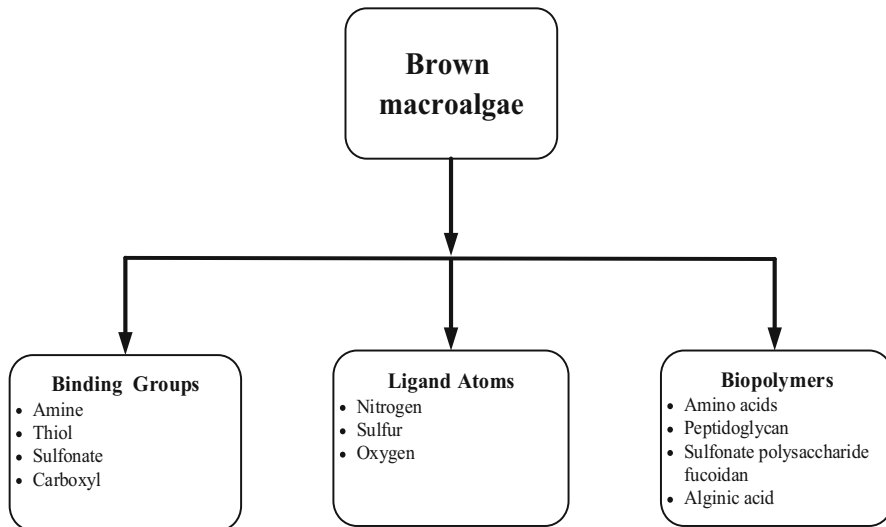 Brown
macroalgae
Binding Groups
• Amine
• Thiol
• Sulfonate
• Carboxyl
Ligand Atoms
• Nitrogen
• Sulfur
• Oxygen
Biopolymers
• Amino acids
• Peptidoglycan
• Sulfonate polysaccharide
fucoidan
• Alginic acid